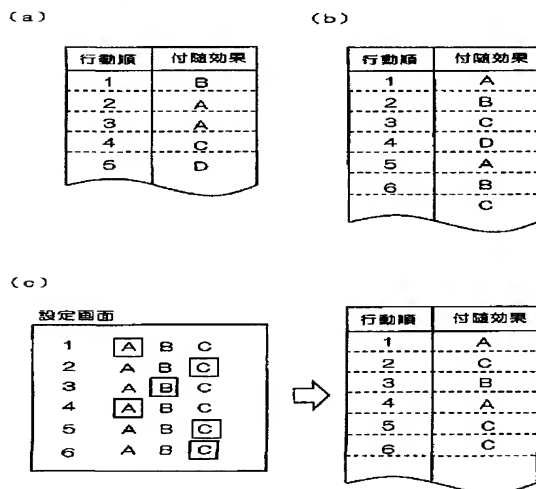 (a)
行動順 付随効果
1 B
2 A
3 A
4 C
5 D
(b)
行動順 付随効果
1 A
2 B
3 C
4 D
5 A
6 B
C
(c)
設定画面
1 A B C
2 A B C
3 A B C
4 A B C
5 A B C
6 A B C
行動順 付随効果
1 A
2 C
3 B
4 A
5 C
6 C